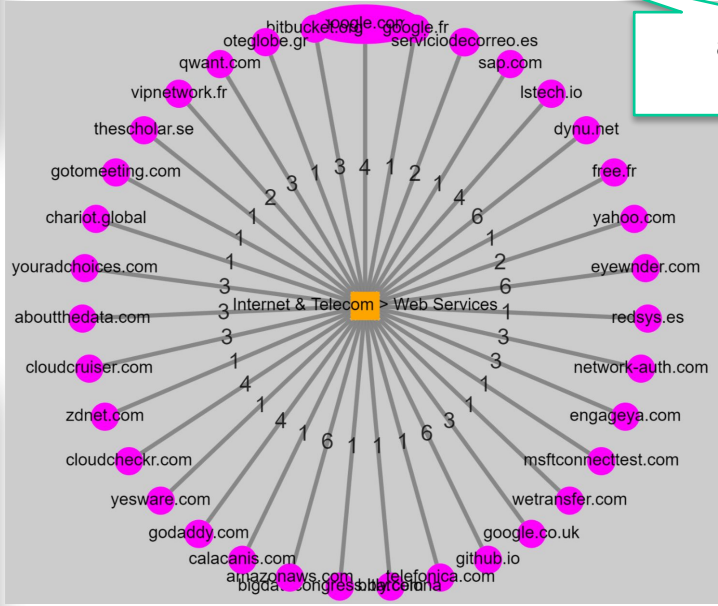 google.com
bitbucket.org
google.fr
oteglobe.gr
serviciodecorreo.es
qwant.com
sap.com
vipnetwork.fr
lstech.io
thescholar.se
dynu.net
gotomeeting.com
free.fr
chariot.global
yahoo.com
youradchoices.com
eyewnder.com
Internet & Telecom > Web Services
aboutthedata.com
redsys.es
cloudcruiser.com
network-auth.com
zdnet.com
engageya.com
cloudcheckr.com
msftconnecttest.com
yesware.com
wetransfer.com
godaddy.com
google.co.uk
calacanis.com
github.io
amazonaws.com
telefonica.com
4
1
2
1
4
6
1
2
6
1
3
3
1
1
3
6
1
1
1
6
1
4
1
4
1
3
3
3
1
1
1
2
3
1
3